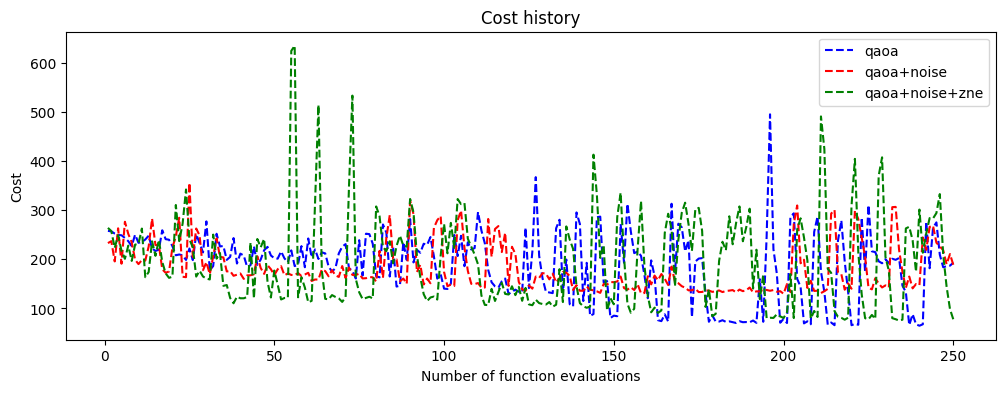 Cost history
Cost
600
500
400
300
200
100
0
50
100
150
200
250
Number of function evaluations
qaoa
qaoa+noise
qaoa+noise+zne